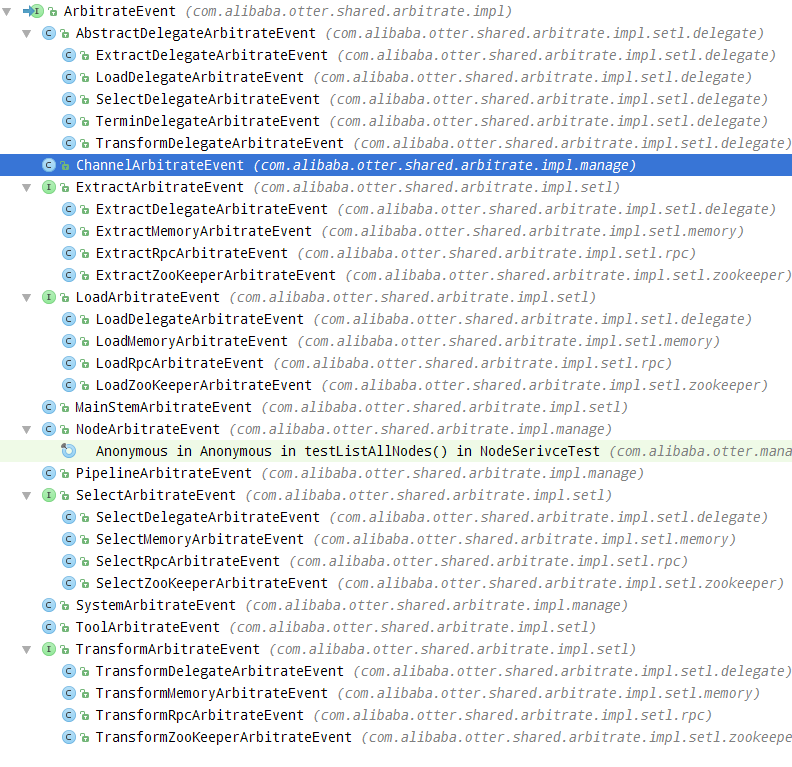 ArbitrateEvent (com.alibaba.otter.shared.arbitrate.impl)
AbstractDelegateArbitrateEvent (com.alibaba.otter.shared.arbitrate.impl.setl.delegate)
ExtractDelegateArbitrateEvent (com.alibaba.otter.shared.arbitrate.impl.setl.delegate)
LoadDelegateArbitrateEvent (com.alibaba.otter.shared.arbitrate.impl.setl.delegate)
SelectDelegateArbitrateEvent (com.alibaba.otter.shared.arbitrate.impl.setl.delegate)
TerminDelegateArbitrateEvent (com.alibaba.otter.shared.arbitrate.impl.setl.delegate)
TransformDelegateArbitrateEvent (com.alibaba.otter.shared.arbitrate.impl.setl.delegate)
ChannelArbitrateEvent (com.alibaba.otter.shared.arbitrate.impl.manage)
ExtractArbitrateEvent (com.alibaba.otter.shared.arbitrate.impl.setl)
ExtractDelegateArbitrateEvent (com.alibaba.otter.shared.arbitrate.impl.setl.delegate)
ExtractMemoryArbitrateEvent (com.alibaba.otter.shared.arbitrate.impl.setl.memory)
ExtractRpcArbitrateEvent (com.alibaba.otter.shared.arbitrate.impl.setl.rpc)
ExtractZooKeeperArbitrateEvent (com.alibaba.otter.shared.arbitrate.impl.setl.zookeeper)
LoadArbitrateEvent (com.alibaba.otter.shared.arbitrate.impl.setl)
LoadDelegateArbitrateEvent (com.alibaba.otter.shared.arbitrate.impl.setl.delegate)
LoadMemoryArbitrateEvent (com.alibaba.otter.shared.arbitrate.impl.setl.memory)
LoadRpcArbitrateEvent (com.alibaba.otter.shared.arbitrate.impl.setl.rpc)
LoadZooKeeperArbitrateEvent (com.alibaba.otter.shared.arbitrate.impl.setl.zookeeper)
MainStemArbitrateEvent (com.alibaba.otter.shared.arbitrate.impl.setl)
NodeArbitrateEvent (com.alibaba.otter.shared.arbitrate.impl.manage)
Anonymous in Anonymous in testListAllNodes() in NodeSerivceTest (com.alibaba.otter.mana
PipelineArbitrateEvent (com.alibaba.otter.shared.arbitrate.impl.manage)
SelectArbitrateEvent (com.alibaba.otter.shared.arbitrate.impl.setl)
SelectDelegateArbitrateEvent (com.alibaba.otter.shared.arbitrate.impl.setl.delegate)
SelectMemoryArbitrateEvent (com.alibaba.otter.shared.arbitrate.impl.setl.memory)
SelectRpcArbitrateEvent (com.alibaba.otter.shared.arbitrate.impl.setl.rpc)
SelectZooKeeperArbitrateEvent (com.alibaba.otter.shared.arbitrate.impl.setl.zookeeper)
SystemArbitrateEvent (com.alibaba.otter.shared.arbitrate.impl.manage)
ToolArbitrateEvent (com.alibaba.otter.shared.arbitrate.impl.setl)
TransformArbitrateEvent (com.alibaba.otter.shared.arbitrate.impl.setl)
TransformDelegateArbitrateEvent (com.alibaba.otter.shared.arbitrate.impl.setl.delegate)
TransformMemoryArbitrateEvent (com.alibaba.otter.shared.arbitrate.impl.setl.memory)
TransformRpcArbitrateEvent (com.alibaba.otter.shared.arbitrate.impl.setl.rpc)
TransformZooKeeperArbitrateEvent (com.alibaba.otter.shared.arbitrate.impl.setl.zookeepe